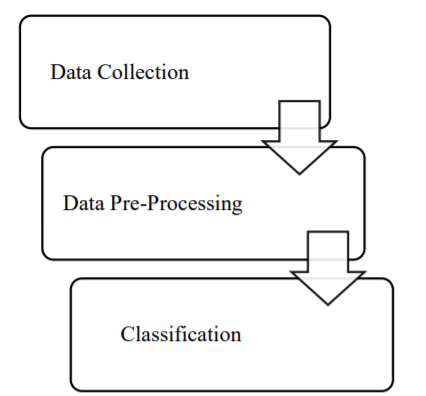 Data Collection
Data Pre-Processing
Classification